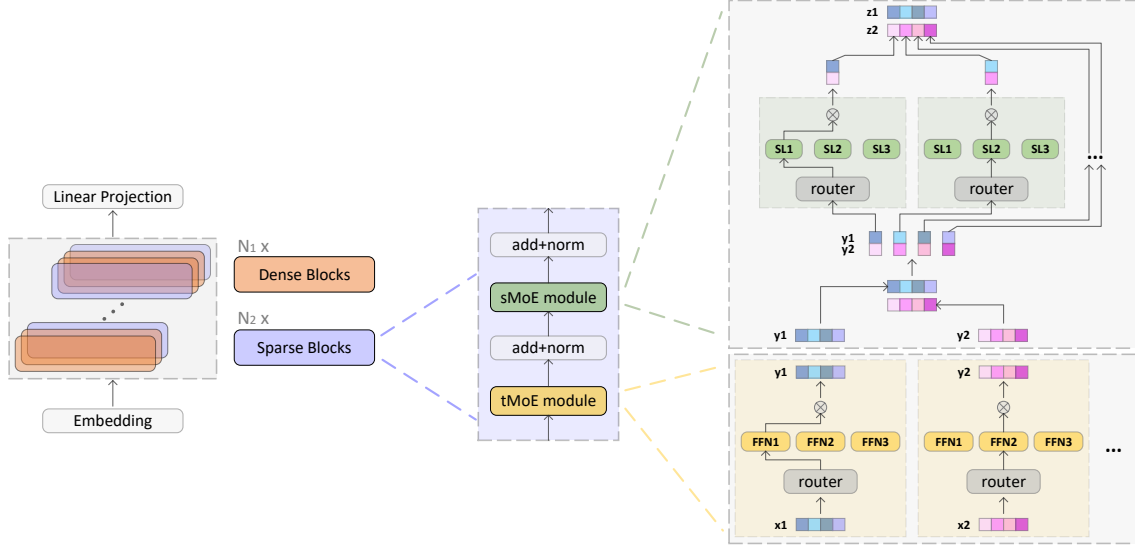 Linear Projection
Embedding
N1 x
Dense Blocks
N2 x
Sparse Blocks
add+norm
sMoE module
add+norm
tMoE module
z1
z2
SL1 SL2 SL3
router
SL1 SL2 SL3
router
...
y1
y2
y1
y2
y1
FFN1 FFN2 FFN3
router
x1
y2
FFN1 FFN2 FFN3
router
x2
...